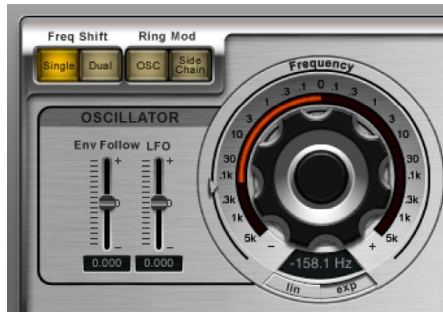 Freq Shift Ring Mod
Single Dual OSC Side Chain
OSCILLATOR
Env Follow LFO
+ +
0 0
- -
0.000 0.000
Frequency
0
.1 .1
.3 .3
1 1
3 3
10 10
30 30
.1k .1k
.3k .3k
1k 1k
5k 5k
- +
-158.1 Hz
lin exp